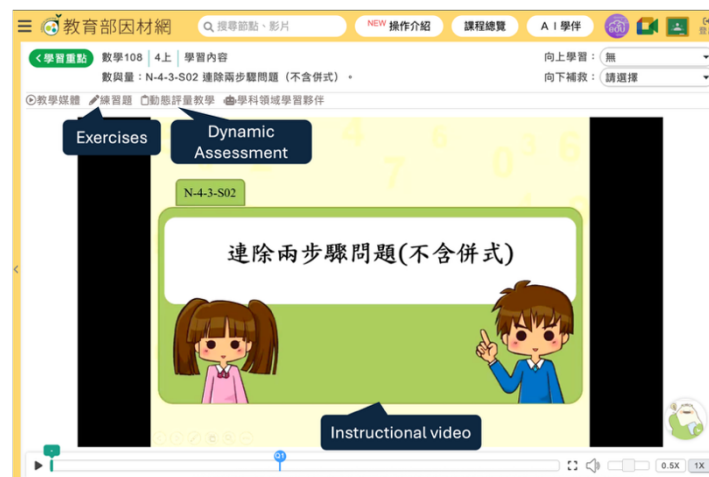 教育部因材網
搜尋節點、影片
NEW 操作介紹
課程總覽
ＡＩ學伴
學習重點
數學108 | 4上 | 學習內容
向上學習：
無
數與量：N-4-3-S02 連除兩步驟問題（不含併式）
向下補救：
請選擇
教學媒體
練習題
動態評量教學
學科領域學習夥伴
Exercises
Dynamic
Assessment
N-4-3-S02
連除兩步驟問題(不含併式)
Instructional video
Q1
0.5X
1X